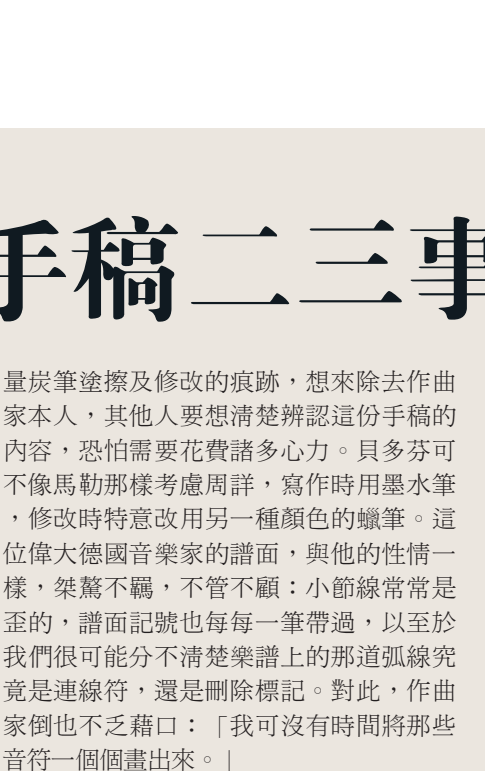 手稿二三事
量炭筆塗擦及修改的痕跡，想來除去作曲
家本人，其他人要想清楚辨認這份手稿的
內容，恐怕需要花費諸多心力。貝多芬可
不像馬勒那樣考慮周詳，寫作時用墨水筆
，修改時特意改用另一種顏色的蠟筆。這
位偉大德國音樂家的譜面，與他的性情一
樣，桀驁不羈，不管不顧：小節線常常是
歪的，譜面記號也每每一筆帶過，以至於
我們很可能分不清楚樂譜上的那道弧線究
竟是連線符，還是刪除標記。對此，作曲
家倒也不乏藉口：「我可沒有時間將那些
音符一個個畫出來。」